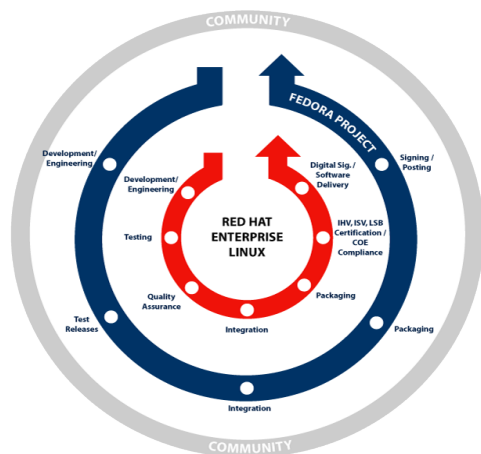 COMMUNITY
FEDORA PROJECT
Development/
Engineering
Signing /
Posting
Digital Sig. /
Software
Delivery
Development/
Engineering
RED HAT
ENTERPRISE
LINUX
Testing
IHV, ISV, LSB
Certification /
COE
Compliance
Quality
Assurance
Packaging
Integration
Test
Releases
Packaging
Integration
COMMUNITY